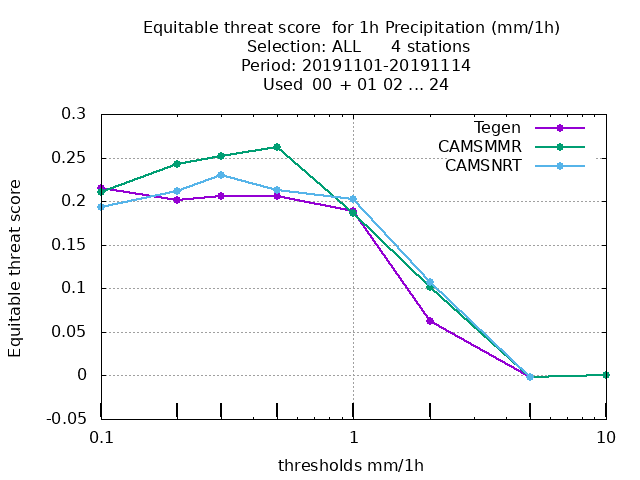 Equitable threat score  for 1h Precipitation (mm/1h)
Selection: ALL      4 stations
Period: 20191101-20191114
Used  00 + 01 02 ... 24
Tegen
CAMSMMR
CAMSNRT
0.3
0.25
0.2
0.15
0.1
0.05
0
-0.05
Equitable threat score
0.1 1 10
thresholds mm/1h